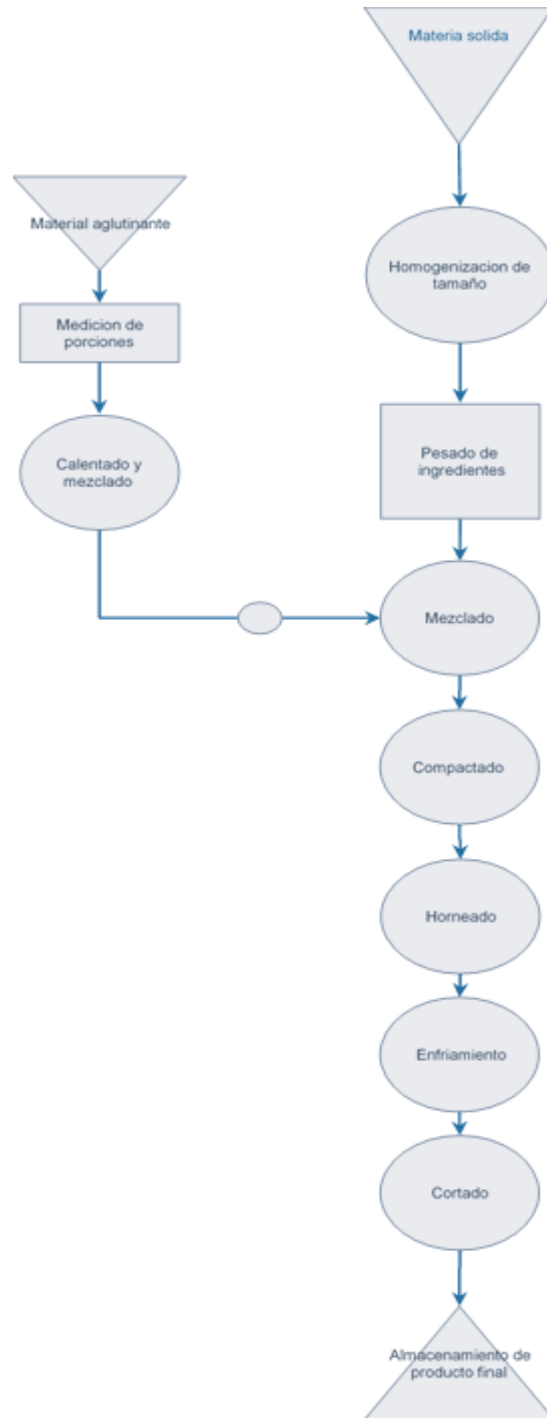 Materia solida
Material aglutinante
Homogenizacion de
tamaño
Medicion de
porciones
Pesado de
ingredientes
Calentado y
mezclado
Mezclado
Compactado
Horneado
Enfriamiento
Cortado
Almacenamiento de
producto final